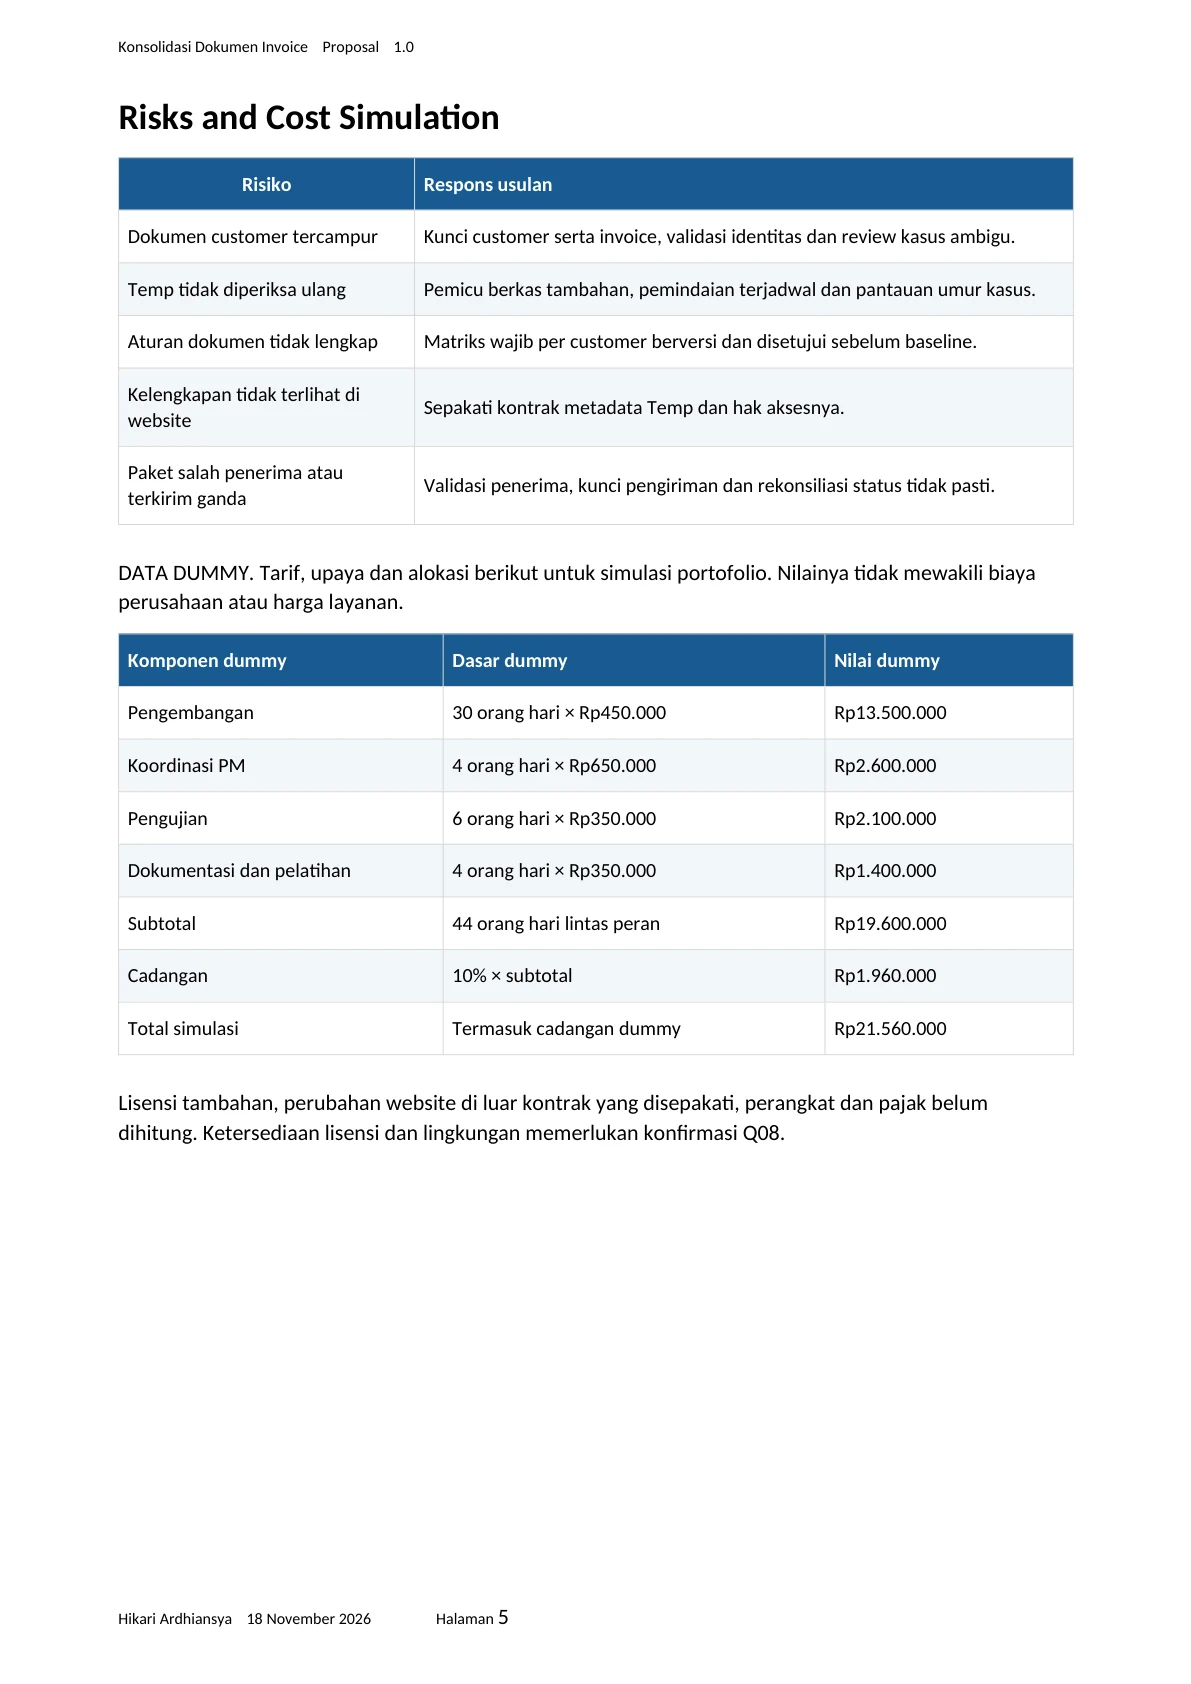 Konsolidasi Dokumen Invoice Proposal 1.0
Risks and Cost Simulation
Risiko Respons usulan
Dokumen customer tercampur Kunci customer serta invoice, validasi identitas dan review kasus ambigu.
Temp tidak diperiksa ulang Pemicu berkas tambahan, pemindaian terjadwal dan pantauan umur kasus.
Aturan dokumen tidak lengkap Matriks wajib per customer berversi dan disetujui sebelum baseline.
Kelengkapan tidak terlihat di
website
Sepakati kontrak metadata Temp dan hak aksesnya.
Paket salah penerima atau
terkirim ganda
Validasi penerima, kunci pengiriman dan rekonsiliasi status tidak pasti.
DATA DUMMY. Tarif, upaya dan alokasi berikut untuk simulasi portofolio. Nilainya tidak mewakili biaya
perusahaan atau harga layanan.
Komponen dummy Dasar dummy Nilai dummy
Pengembangan 30 orang hari × Rp450.000 Rp13.500.000
Koordinasi PM 4 orang hari × Rp650.000 Rp2.600.000
Pengujian 6 orang hari × Rp350.000 Rp2.100.000
Dokumentasi dan pelatihan 4 orang hari × Rp350.000 Rp1.400.000
Subtotal 44 orang hari lintas peran Rp19.600.000
Cadangan 10% × subtotal Rp1.960.000
Total simulasi Termasuk cadangan dummy Rp21.560.000
Lisensi tambahan, perubahan website di luar kontrak yang disepakati, perangkat dan pajak belum
dihitung. Ketersediaan lisensi dan lingkungan memerlukan konfirmasi Q08.
Hikari Ardhiansya 18 November 2026 Halaman 5